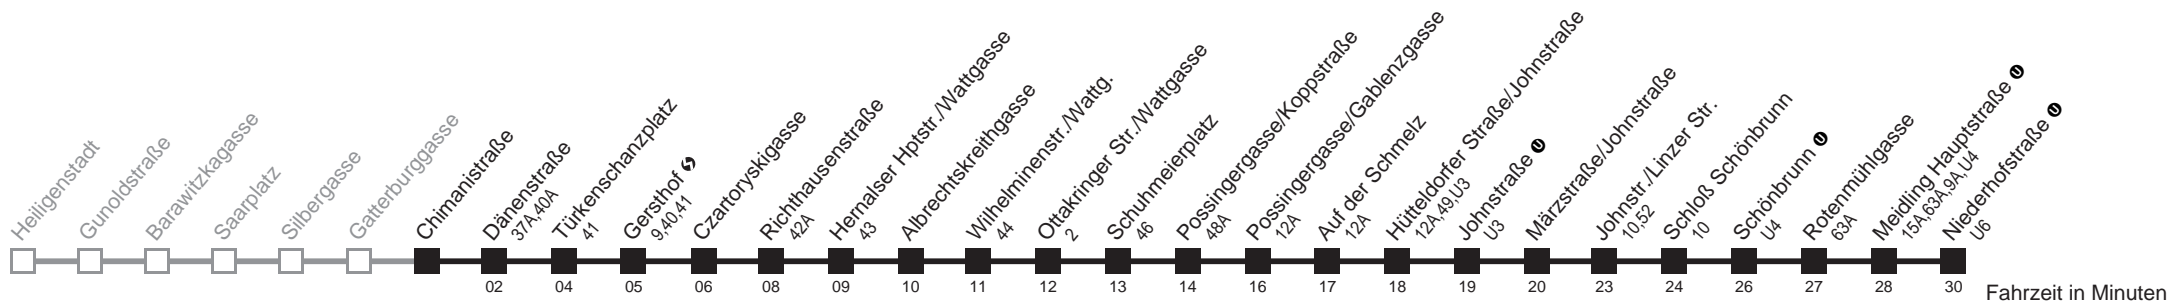 Heiligenstadt
Gunoldstraße
Barawitzkagasse
Saarplatz
Silbergasse
Gatterburggasse
Chimanistraße
Dänenstraße
37A,40A
Türkenschanzplatz
41
Gersthof S
9,40,41
Czartoryskigasse
Richthausenstraße
42A
Hernalser Hptstr./Wattgasse
43
Albrechtskreithgasse
Wilhelminenstr./Wattg.
44
Ottakringer Str./Wattgasse
2
Schuhmeierplatz
46
Possingergasse/Koppstraße
48A
Possingergasse/Gablenzgasse
12A
Auf der Schmelz
12A
Hütteldorfer Straße/Johnstraße
12A,49,U3
Johnstraße U
U3
Märzstraße/Johnstraße
Johnstr./Linzer Str.
10,52
Schloß Schönbrunn
10
Schönbrunn U
U4
Rotenmühlgasse
63A
Meidling Hauptstraße U
15A,63A,9A,U4
Niederhofstraße U
U6
02 04 05 06 08 09 10 11 12 13 14 16 17 18 19 20 23 24 26 27 28 30 Fahrzeit in Minuten